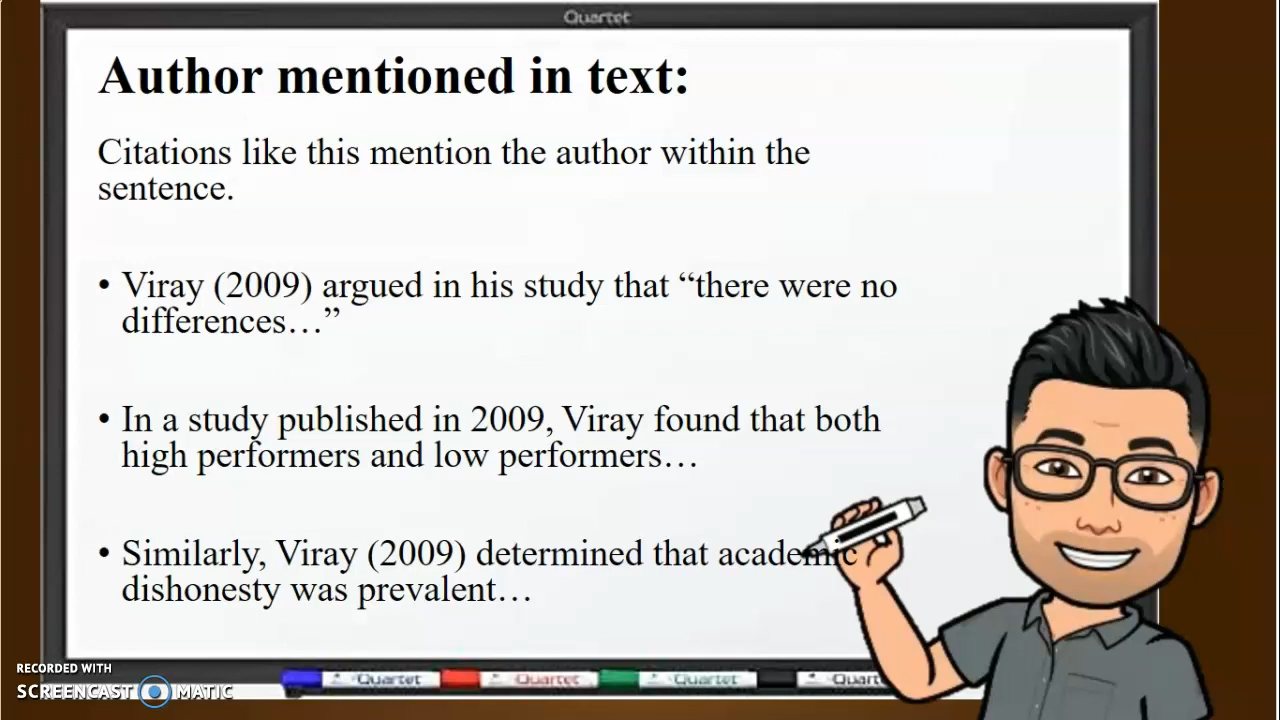 Quartet
Author mentioned in text:
Citations like this mention the author within the
sentence.
• Viray (2009) argued in his study that “there were no
differences…”
• In a study published in 2009, Viray found that both
high performers and low performers…
• Similarly, Viray (2009) determined that academic
dishonesty was prevalent…
RECORDED WITH
SCREENCAST MATIC
Quartet Quartet Quartet Quart